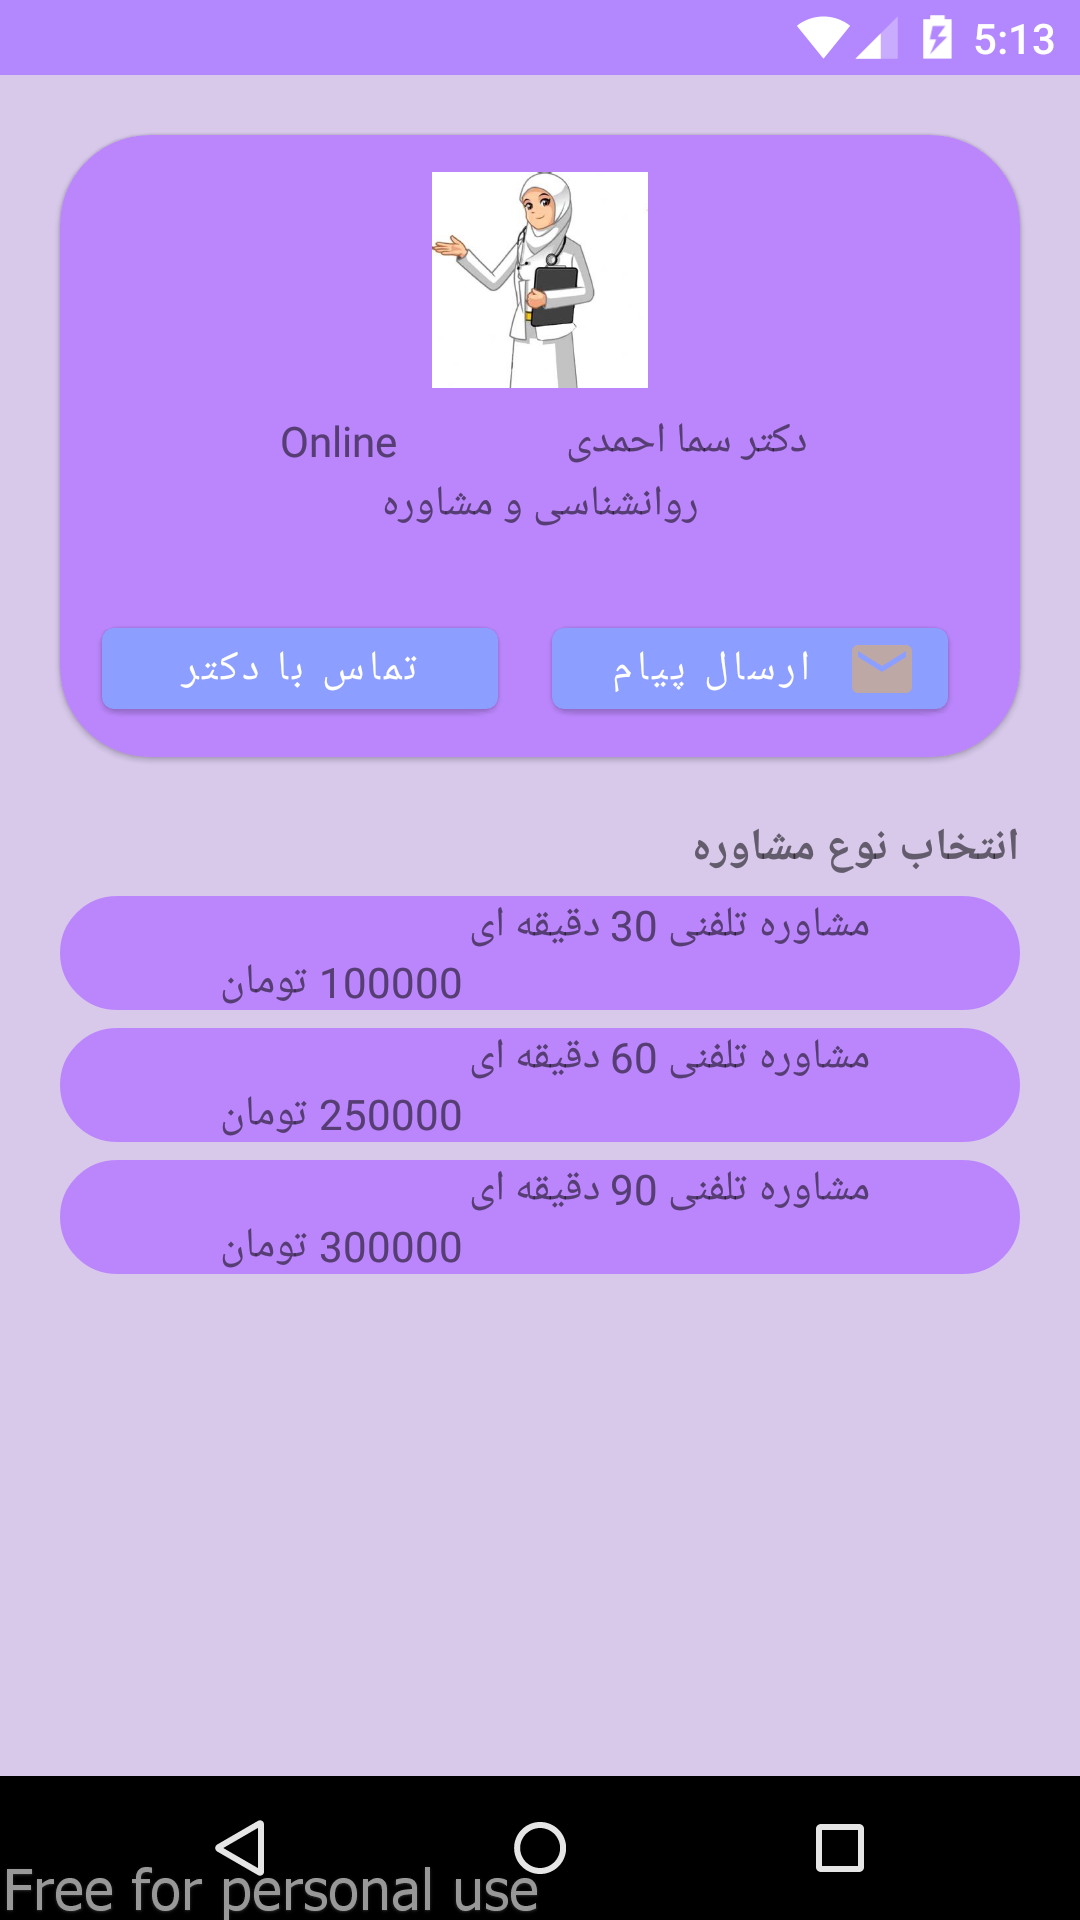 5:13
دکتر سما احمدی
Online
روانشناسی و مشاوره
ارسال پیام
تماس با دکتر
انتخاب نوع مشاوره
مشاوره تلفنی 30 دقیقه ای
100000 تومان
مشاوره تلفنی 60 دقیقه ای
250000 تومان
مشاوره تلفنی 90 دقیقه ای
300000 تومان
Free for personal use